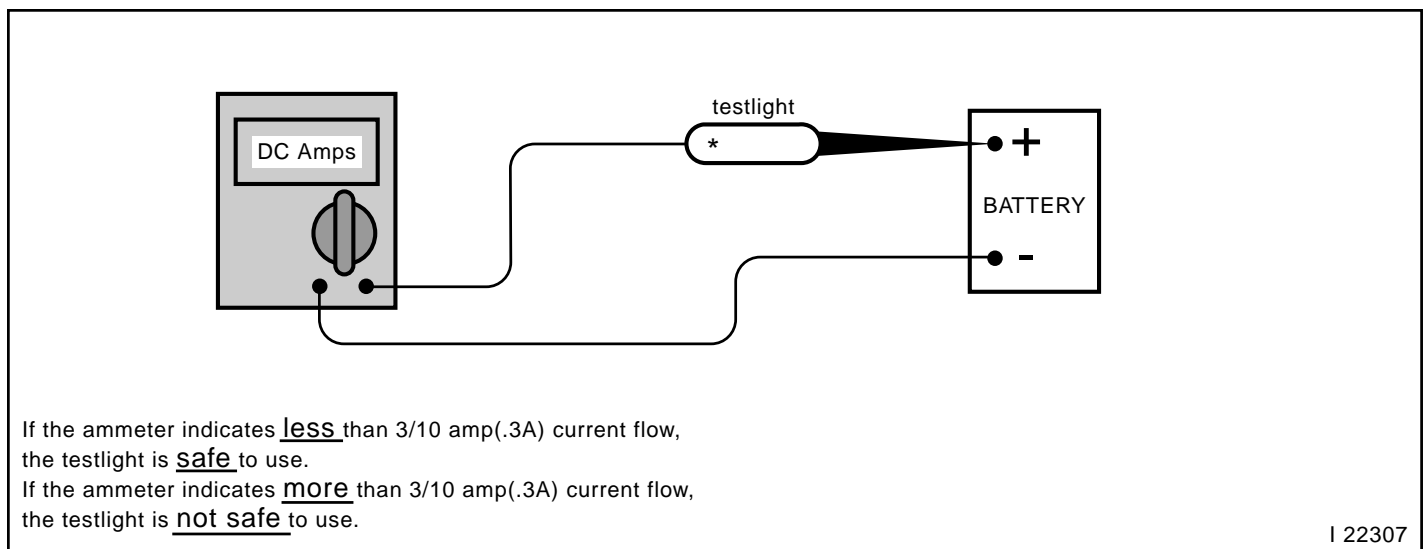 testlight
DC Amps
*
+
BATTERY
-
If the ammeter indicates less than 3/10 amp(.3A) current flow,
the testlight is safe to use.
If the ammeter indicates more than 3/10 amp(.3A) current flow,
the testlight is not safe to use.
I 22307